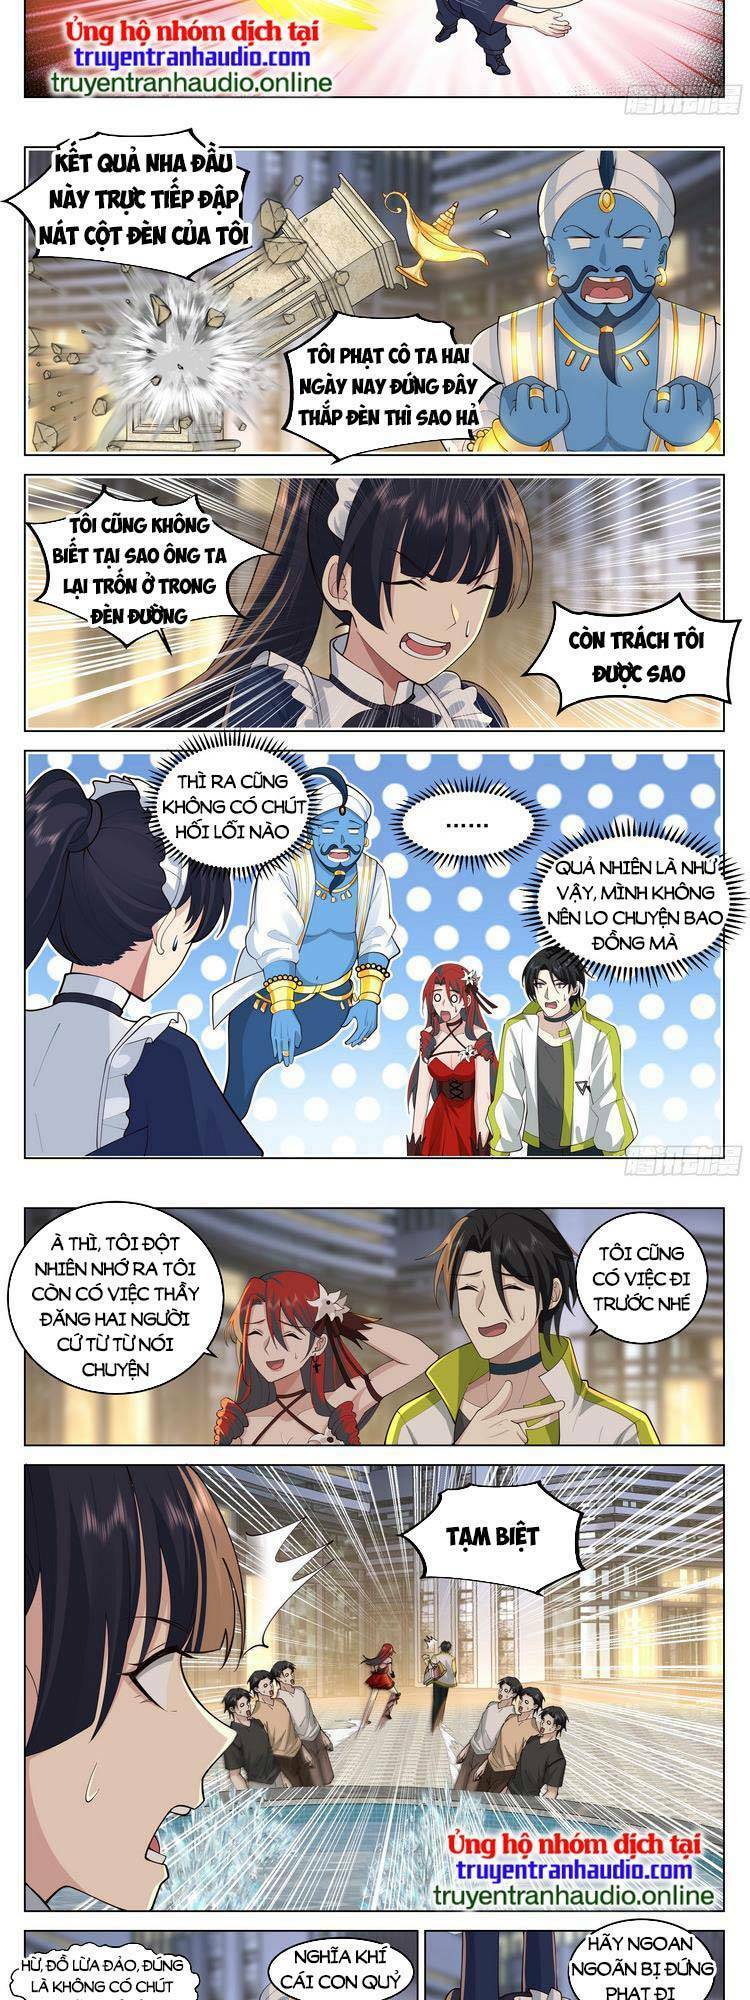 Ủng hộ nhóm dịch tại
truyentranhaudio.com
truyentranhaudio.online
KẾT QUẢ NHA ĐẦU
NÀY TRỰC TIẾP ĐẬP
NÁT CỘT ĐÈN CỦA TÔI
TÔI PHẠT CÔ TA HAI
NGÀY NAY ĐỨNG ĐÂY
THẮP ĐÈN THÌ SAO HẢ
TÔI CŨNG KHÔNG
BIẾT TẠI SAO ÔNG TA
LẠI TRỐN Ở TRONG
ĐÈN ĐƯỜNG
CÒN TRÁCH TÔI
ĐƯỢC SAO
THÌ RA CŨNG
KHÔNG CÓ CHÚT
HỐI LỖI NÀO
......
QUẢ NHIÊN LÀ NHƯ
VẬY, MÌNH KHÔNG
NÊN LO CHUYỆN BAO
ĐỒNG MÀ
À THÌ, TÔI ĐỘT
NHIÊN NHỚ RA TÔI
CÒN CÓ VIỆC THẦY
ĐĂNG HAI NGƯỜI
CỨ TỪ TỪ NÓI
CHUYỆN
TÔI CŨNG
CÓ VIỆC ĐI
TRƯỚC NHÉ
TẠM BIỆT
Ủng hộ nhóm dịch tại
truyentranhaudio.com
truyentranhaudio.online
HỪ, ĐỒ LỪA ĐẢO, ĐÚNG
LÀ KHÔNG CÓ CHÚT
NGHĨA KHÍ
CÁI CON QUỶ
HÃY NGOAN
NGOÃN BỊ ĐỨNG
PHẠT ĐI